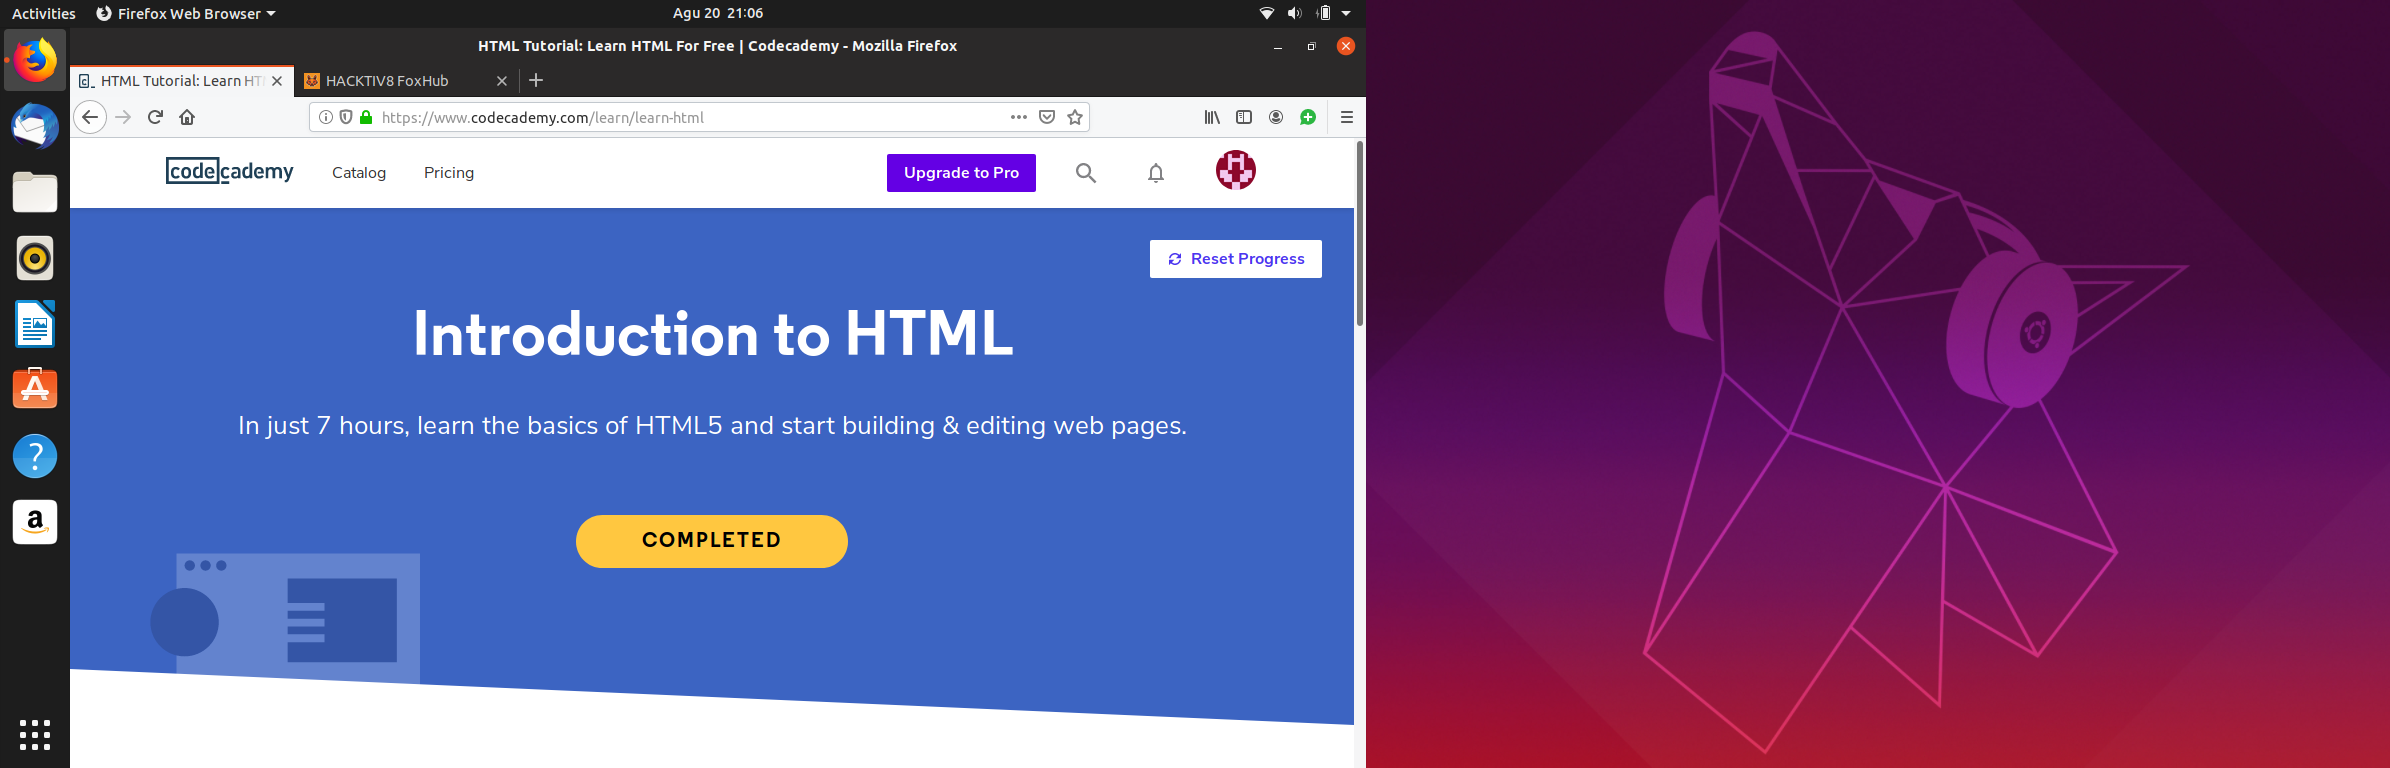 Activities Firefox Web Browser Agu 20 21:06
HTML Tutorial: Learn HTML For Free | Codecademy - Mozilla Firefox
HTML Tutorial: Learn HT HACKTIV8 FoxHub
https://www.codecademy.com/learn/learn-html
codecademy Catalog Pricing Upgrade to Pro
Reset Progress
Introduction to HTML
In just 7 hours, learn the basics of HTML5 and start building & editing web pages.
COMPLETED